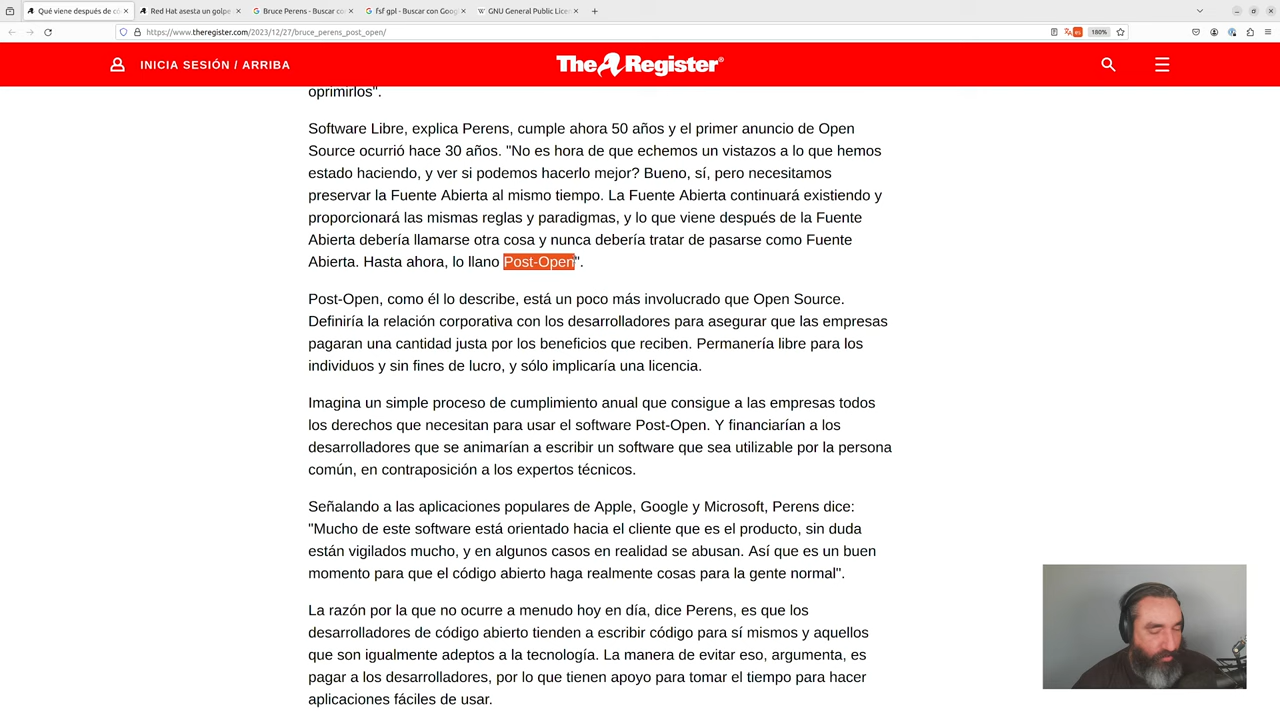 Qué viene después de có
Red Hat asesta un golpe
Bruce Perens - Buscar co
fsf gpl - Buscar con Goog
GNU General Public Licen
https://www.theregister.com/2023/12/27/bruce_perens_post_open/
180%
INICIA SESIÓN / ARRIBA
The Register
oprimirlos".
Software Libre, explica Perens, cumple ahora 50 años y el primer anuncio de Open
Source ocurrió hace 30 años. "No es hora de que echemos un vistazos a lo que hemos
estado haciendo, y ver si podemos hacerlo mejor? Bueno, sí, pero necesitamos
preservar la Fuente Abierta al mismo tiempo. La Fuente Abierta continuará existiendo y
proporcionará las mismas reglas y paradigmas, y lo que viene después de la Fuente
Abierta debería llamarse otra cosa y nunca debería tratar de pasarse como Fuente
Abierta. Hasta ahora, lo llano Post-Open".
Post-Open, como él lo describe, está un poco más involucrado que Open Source.
Definiría la relación corporativa con los desarrolladores para asegurar que las empresas
pagaran una cantidad justa por los beneficios que reciben. Permanería libre para los
individuos y sin fines de lucro, y sólo implicaría una licencia.
Imagina un simple proceso de cumplimiento anual que consigue a las empresas todos
los derechos que necesitan para usar el software Post-Open. Y financiarían a los
desarrolladores que se animarían a escribir un software que sea utilizable por la persona
común, en contraposición a los expertos técnicos.
Señalando a las aplicaciones populares de Apple, Google y Microsoft, Perens dice:
"Mucho de este software está orientado hacia el cliente que es el producto, sin duda
están vigilados mucho, y en algunos casos en realidad se abusan. Así que es un buen
momento para que el código abierto haga realmente cosas para la gente normal".
La razón por la que no ocurre a menudo hoy en día, dice Perens, es que los
desarrolladores de código abierto tienden a escribir código para sí mismos y aquellos
que son igualmente adeptos a la tecnología. La manera de evitar eso, argumenta, es
pagar a los desarrolladores, por lo que tienen apoyo para tomar el tiempo para hacer
aplicaciones fáciles de usar.